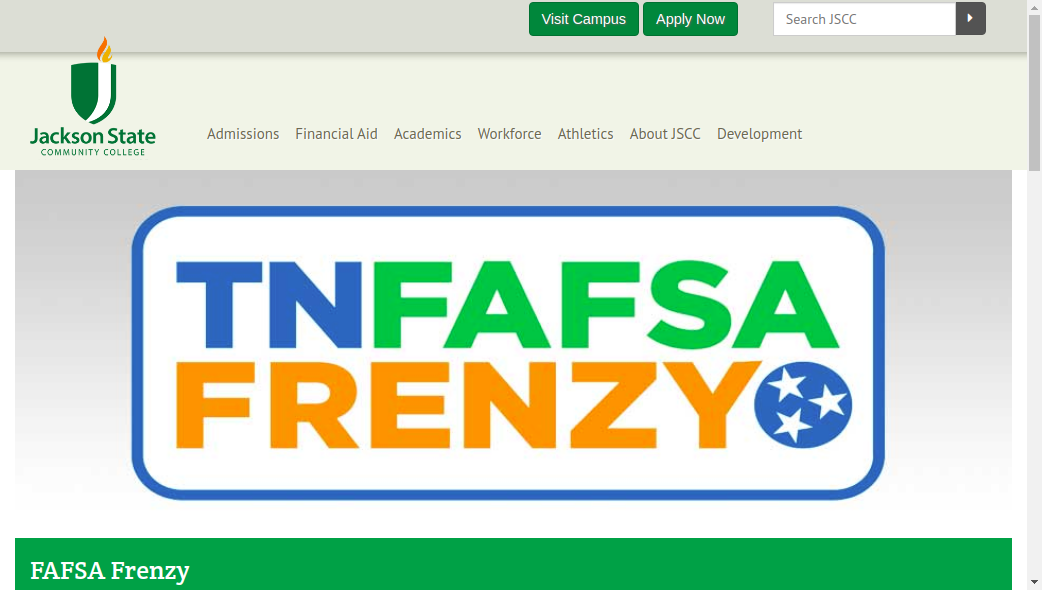 Visit Campus
Apply Now
Search JSCC
Jackson State
COMMUNITY COLLEGE
Admissions
Financial Aid
Academics
Workforce
Athletics
About JSCC
Development
TNFAFSA
FRENZY
FAFSA Frenzy